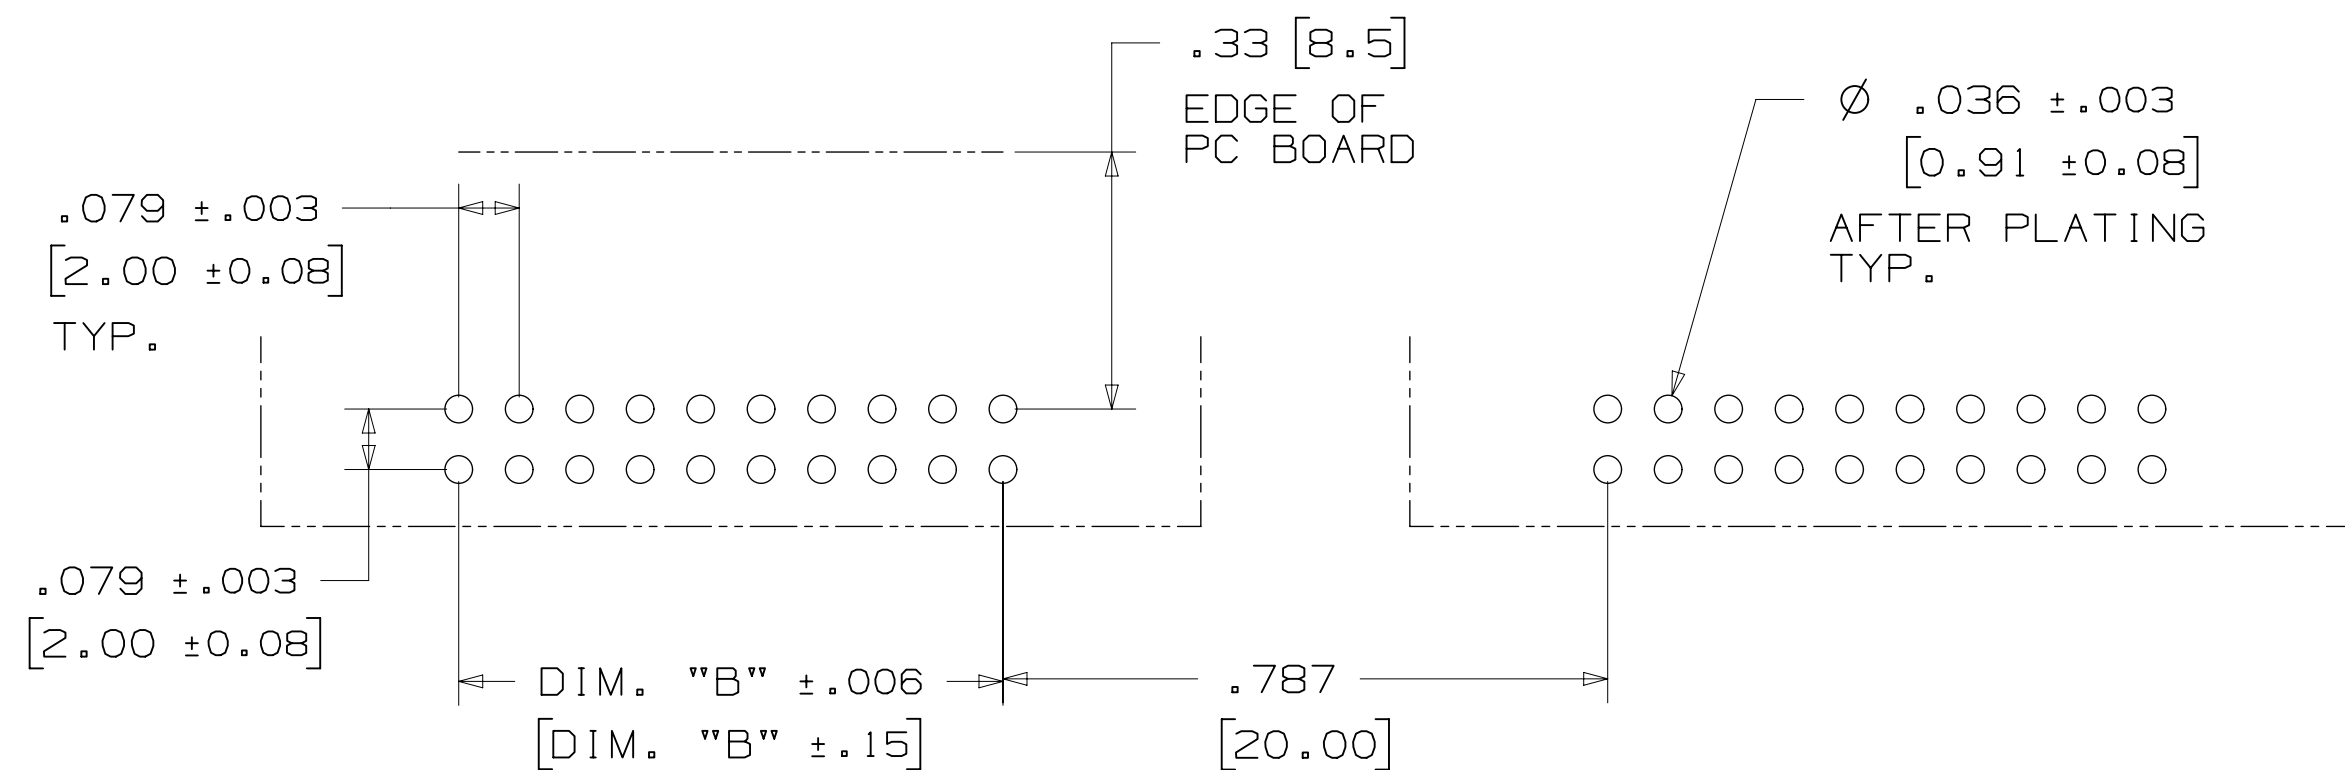 .33 [8.5]
EDGE OF
PC BOARD
Ø .036 ±.003
[0.91 ±0.08]
AFTER PLATING
TYP.
.079 ±.003
[2.00 ±0.08]
TYP.
.079 ±.003
[2.00 ±0.08]
DIM. "B" ±.006
[DIM. "B" ±.15]
.787
[20.00]